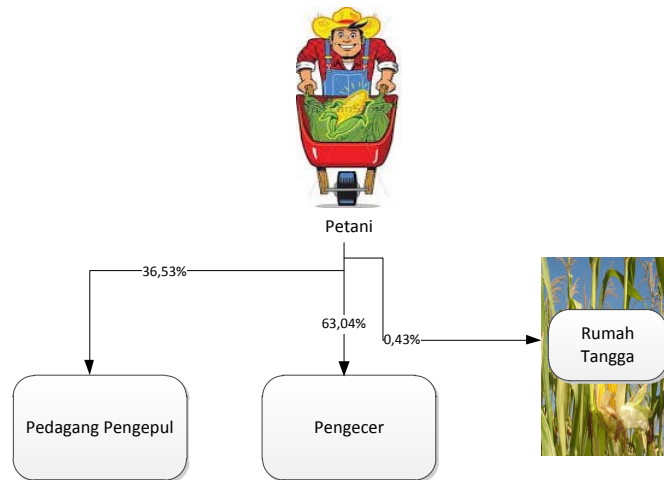 Petani
36,53%
63,04%
0,43%
Rumah
Tangga
Pedagang Pengepul
Pengecer